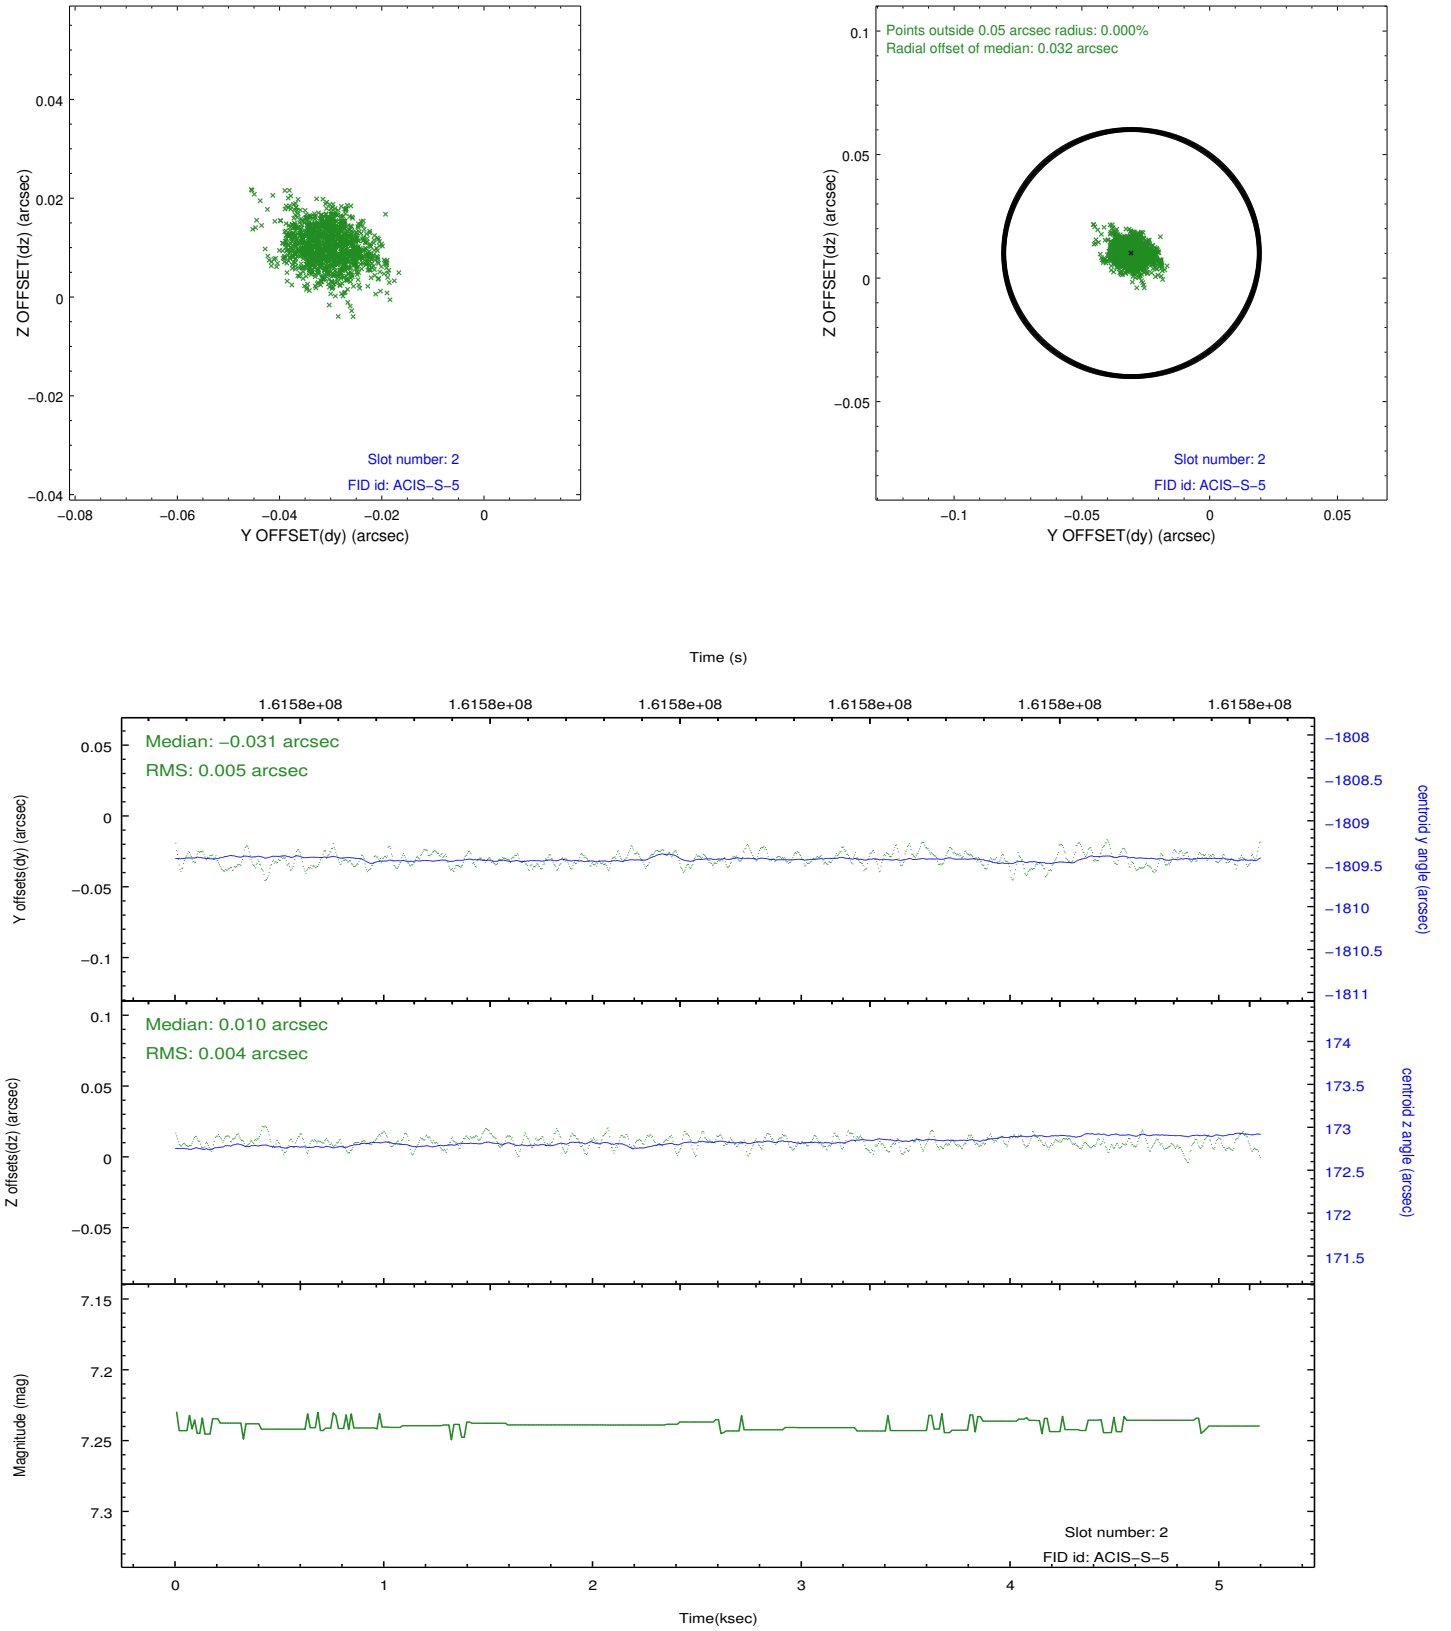 0.04
0.02
0
−0.02
−0.04
Z OFFSET(dz) (arcsec)
Slot number: 2
FID id: ACIS−S−5
−0.08 −0.06 −0.04 −0.02 0
Y OFFSET(dy) (arcsec)
Points outside 0.05 arcsec radius: 0.000%
Radial offset of median: 0.032 arcsec
0.1
0.05
0
−0.05
Z OFFSET(dz) (arcsec)
Slot number: 2
FID id: ACIS−S−5
−0.1 −0.05 0 0.05
Y OFFSET(dy) (arcsec)
Time (s)
1.6158e+08 1.6158e+08 1.6158e+08 1.6158e+08 1.6158e+08 1.6158e+08
Median: −0.031 arcsec
RMS: 0.005 arcsec
0.05
0
−0.05
−0.1
Y offsets(dy) (arcsec)
−1808
−1808.5
−1809
−1809.5
−1810
−1810.5
−1811
centroid y angle (arcsec)
Median: 0.010 arcsec
RMS: 0.004 arcsec
0.1
0.05
0
−0.05
Z offsets(dz) (arcsec)
174
173.5
173
172.5
172
171.5
centroid z angle (arcsec)
7.15
7.2
7.25
7.3
Magnitude (mag)
Slot number: 2
FID id: ACIS−S−5
0 1 2 3 4 5
Time(ksec)